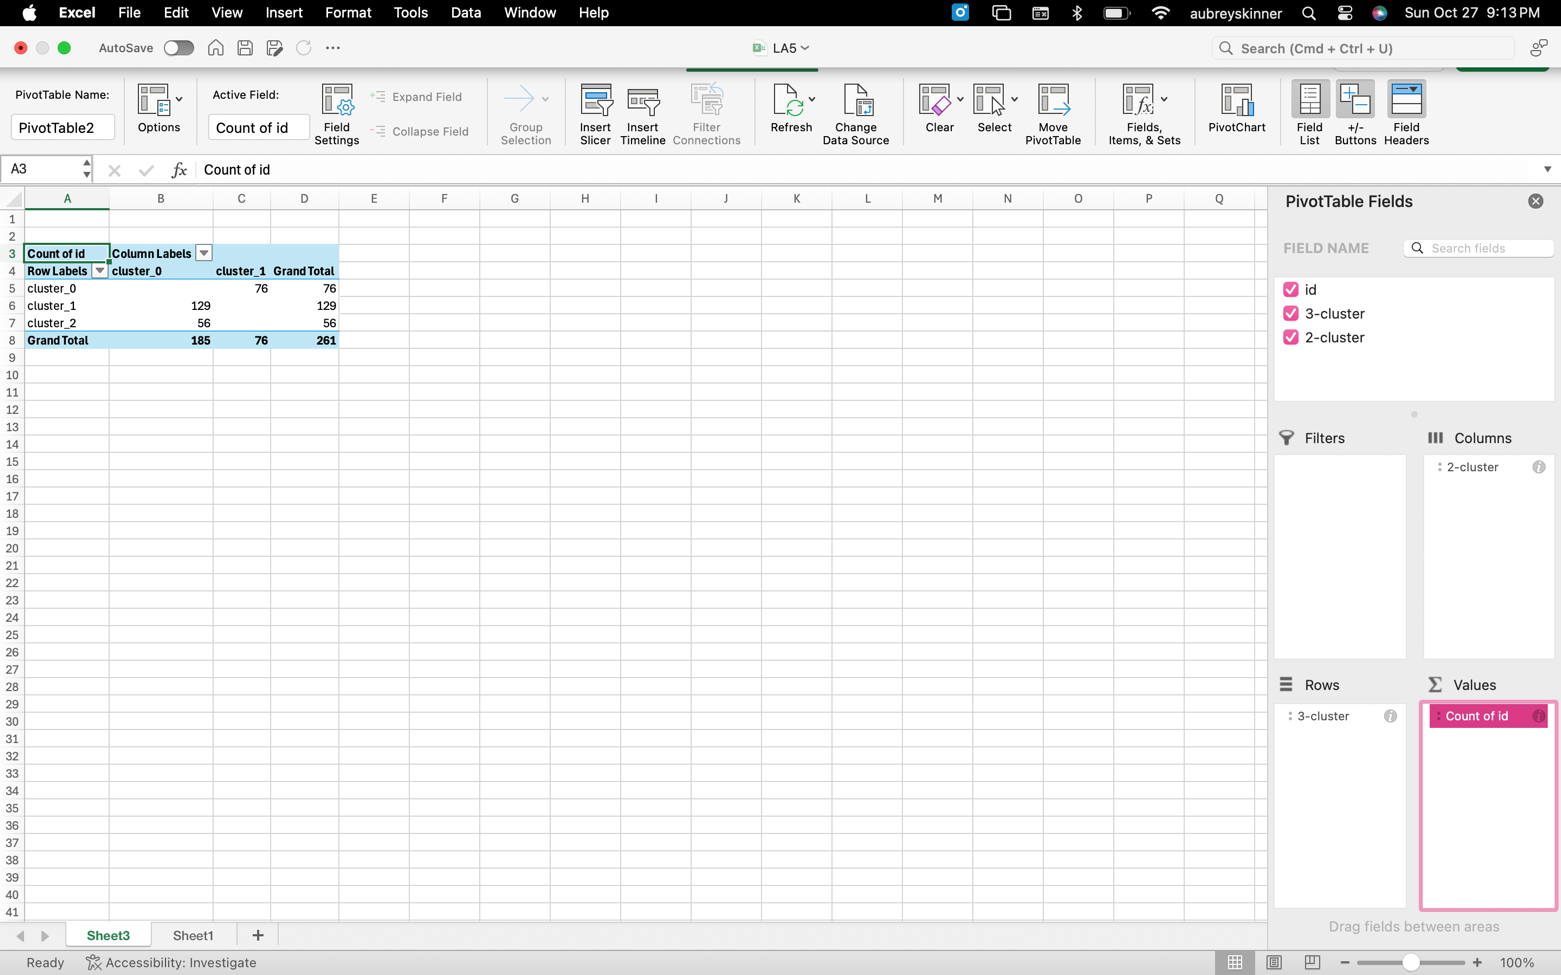 Excel File Edit View Insert Format Tools Data Window Help aubreyskinner Sun Oct 27 9:13 PM
AutoSave LA5 Search (Cmd + Ctrl + U)
PivotTable Name: Active Field:
PivotTable2 Options Count of id Field Settings Expand Field Collapse Field Group Selection Insert Slicer Insert Timeline Filter Connections Refresh Change Data Source Clear Select Move PivotTable Fields, Items, & Sets PivotChart Field List +/- Buttons Field Headers
A3 fx Count of id
A B C D E F G H I J K L M N O P Q
1
2
3 Count of id Column Labels
4 Row Labels cluster_0 cluster_1 Grand Total
5 cluster_0 76 76
6 cluster_1 129 129
7 cluster_2 56 56
8 Grand Total 185 76 261
9
10
11
12
13
14
15
16
17
18
19
20
21
22
23
24
25
26
27
28
29
30
31
32
33
34
35
36
37
38
39
40
41
PivotTable Fields
FIELD NAME Search fields
id
3-cluster
2-cluster
Filters Columns
2-cluster
Rows Values
3-cluster Count of id
Drag fields between areas
Sheet3 Sheet1 +
Ready Accessibility: Investigate 100%